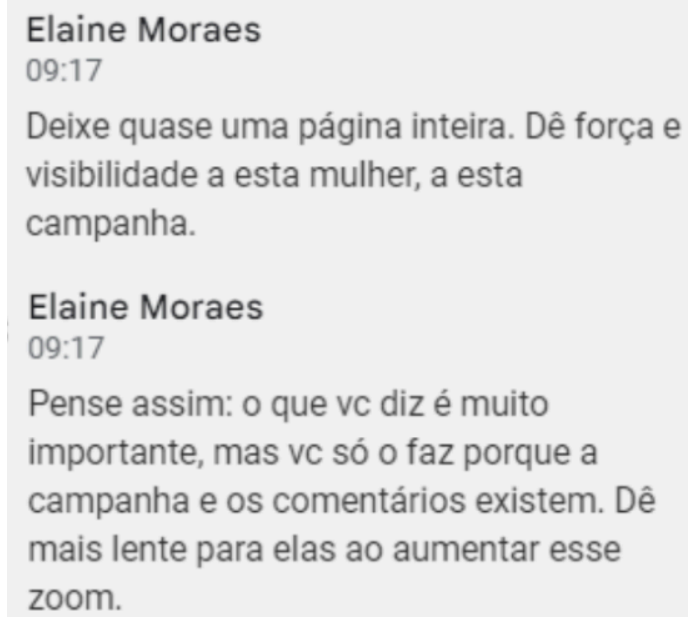 Elaine Moraes
09:17
Deixe quase uma página inteira. Dê força e
visibilidade a esta mulher, a esta
campanha.
Elaine Moraes
09:17
Pense assim: o que vc diz é muito
importante, mas vc só o faz porque a
campanha e os comentários existem. Dê
mais lente para elas ao aumentar esse
zoom.